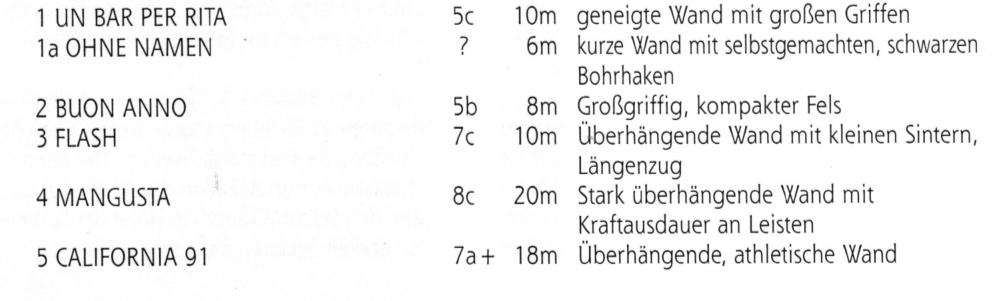 1 UN BAR PER RITA 5c 10m geneigte Wand mit großen Griffen
1a OHNE NAMEN ? 6m kurze Wand mit selbstgemachten, schwarzen
Bohrhaken
2 BUON ANNO 5b 8m Großgriffig, kompakter Fels
3 FLASH 7c 10m Überhängende Wand mit kleinen Sintern,
Längenzug
4 MANGUSTA 8c 20m Stark überhängende Wand mit
Kraftausdauer an Leisten
5 CALIFORNIA 91 7a+ 18m Überhängende, athletische Wand